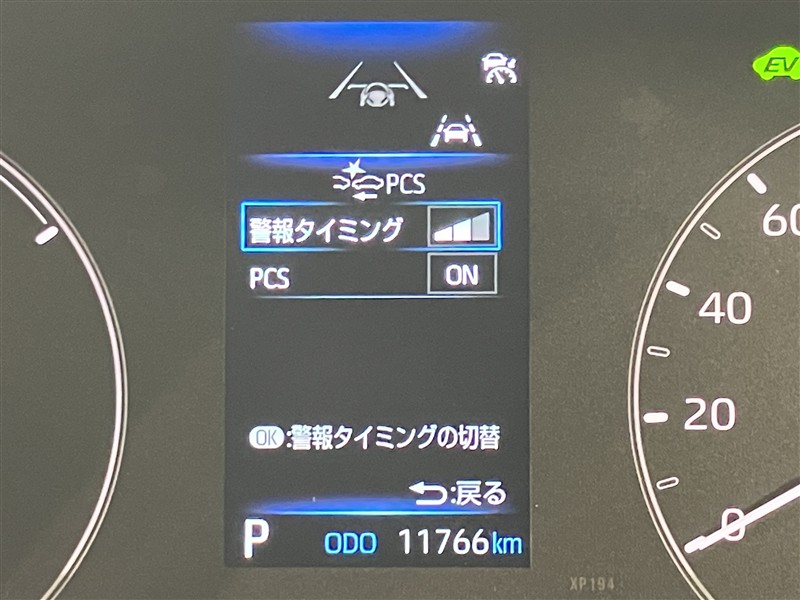 EV
PCS
警報タイミング
PCS ON
OK:警報タイミングの切替
:戻る
P ODO 11766km
60
40
20
0
XP194